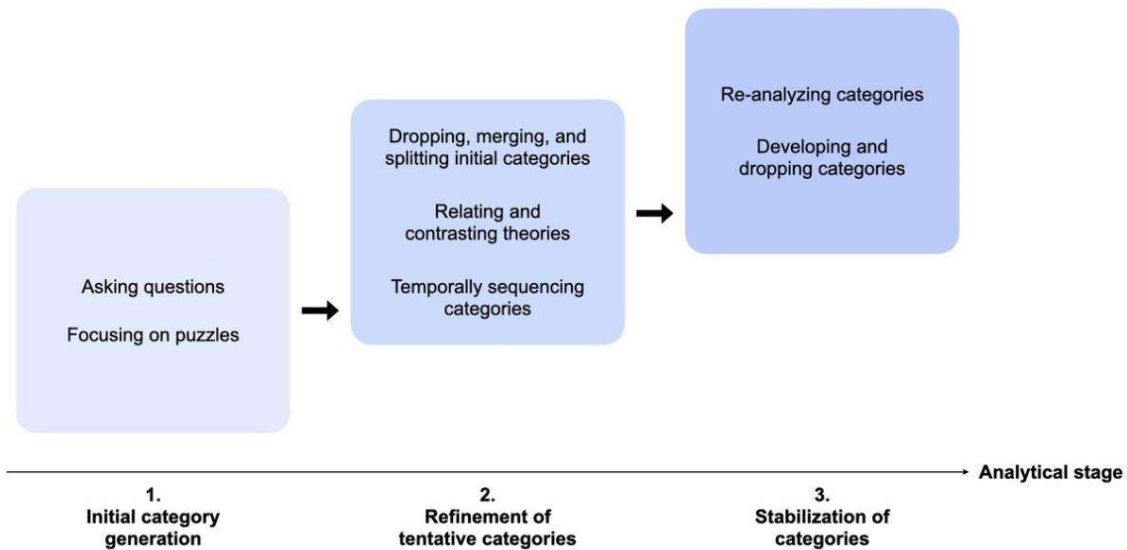 Asking questions
Focusing on puzzles
Dropping, merging, and
splitting initial categories
Relating and
contrasting theories
Temporally sequencing
categories
Re-analyzing categories
Developing and
dropping categories
Analytical stage
1.
Initial category
generation
2.
Refinement of
tentative categories
3.
Stabilization of
categories